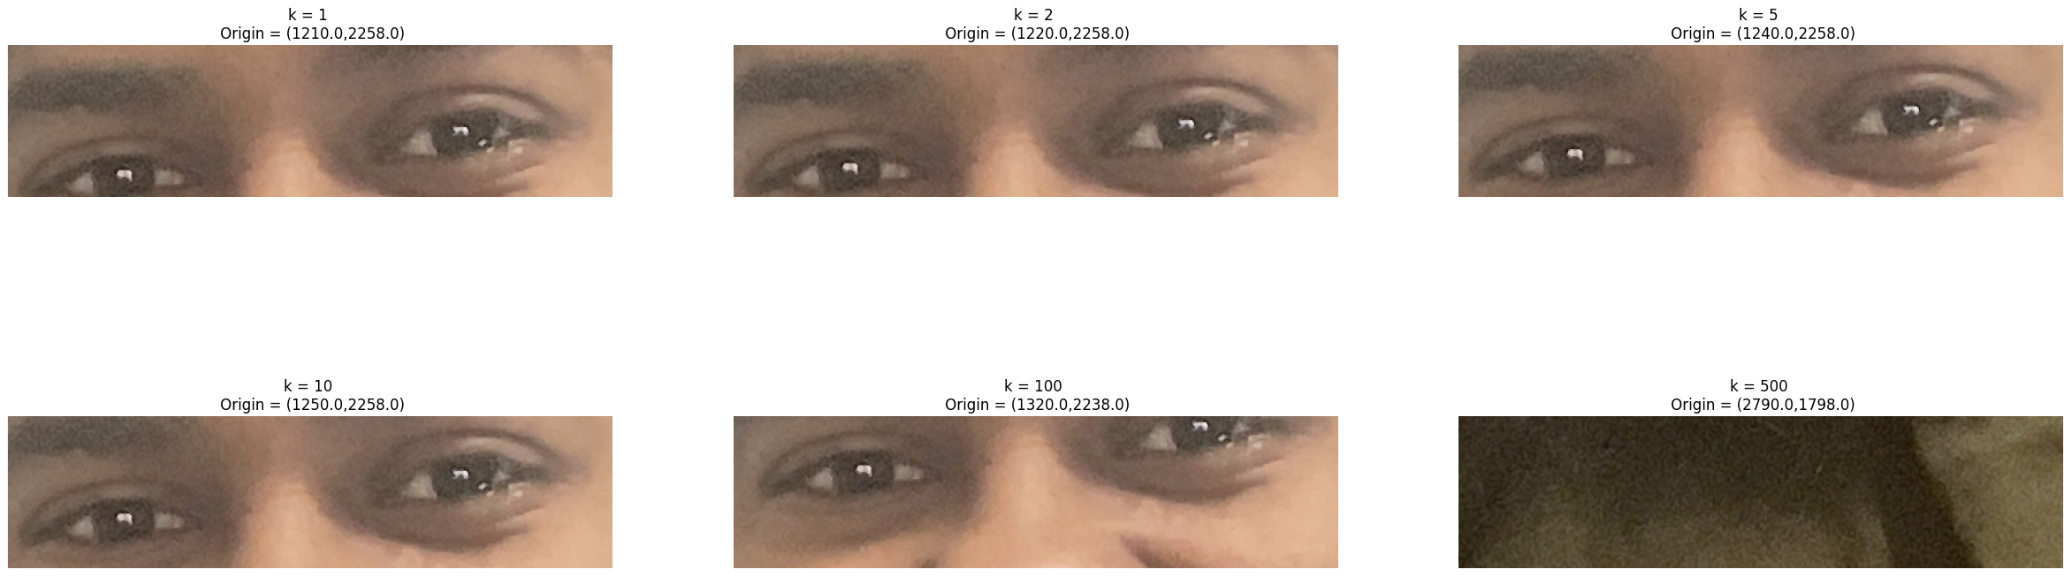 k = 1
Origin = (1210.0,2258.0)
k = 2
Origin = (1220.0,2258.0)
k = 5
Origin = (1240.0,2258.0)
k = 10
Origin = (1250.0,2258.0)
k = 100
Origin = (1320.0,2238.0)
k = 500
Origin = (2790.0,1798.0)